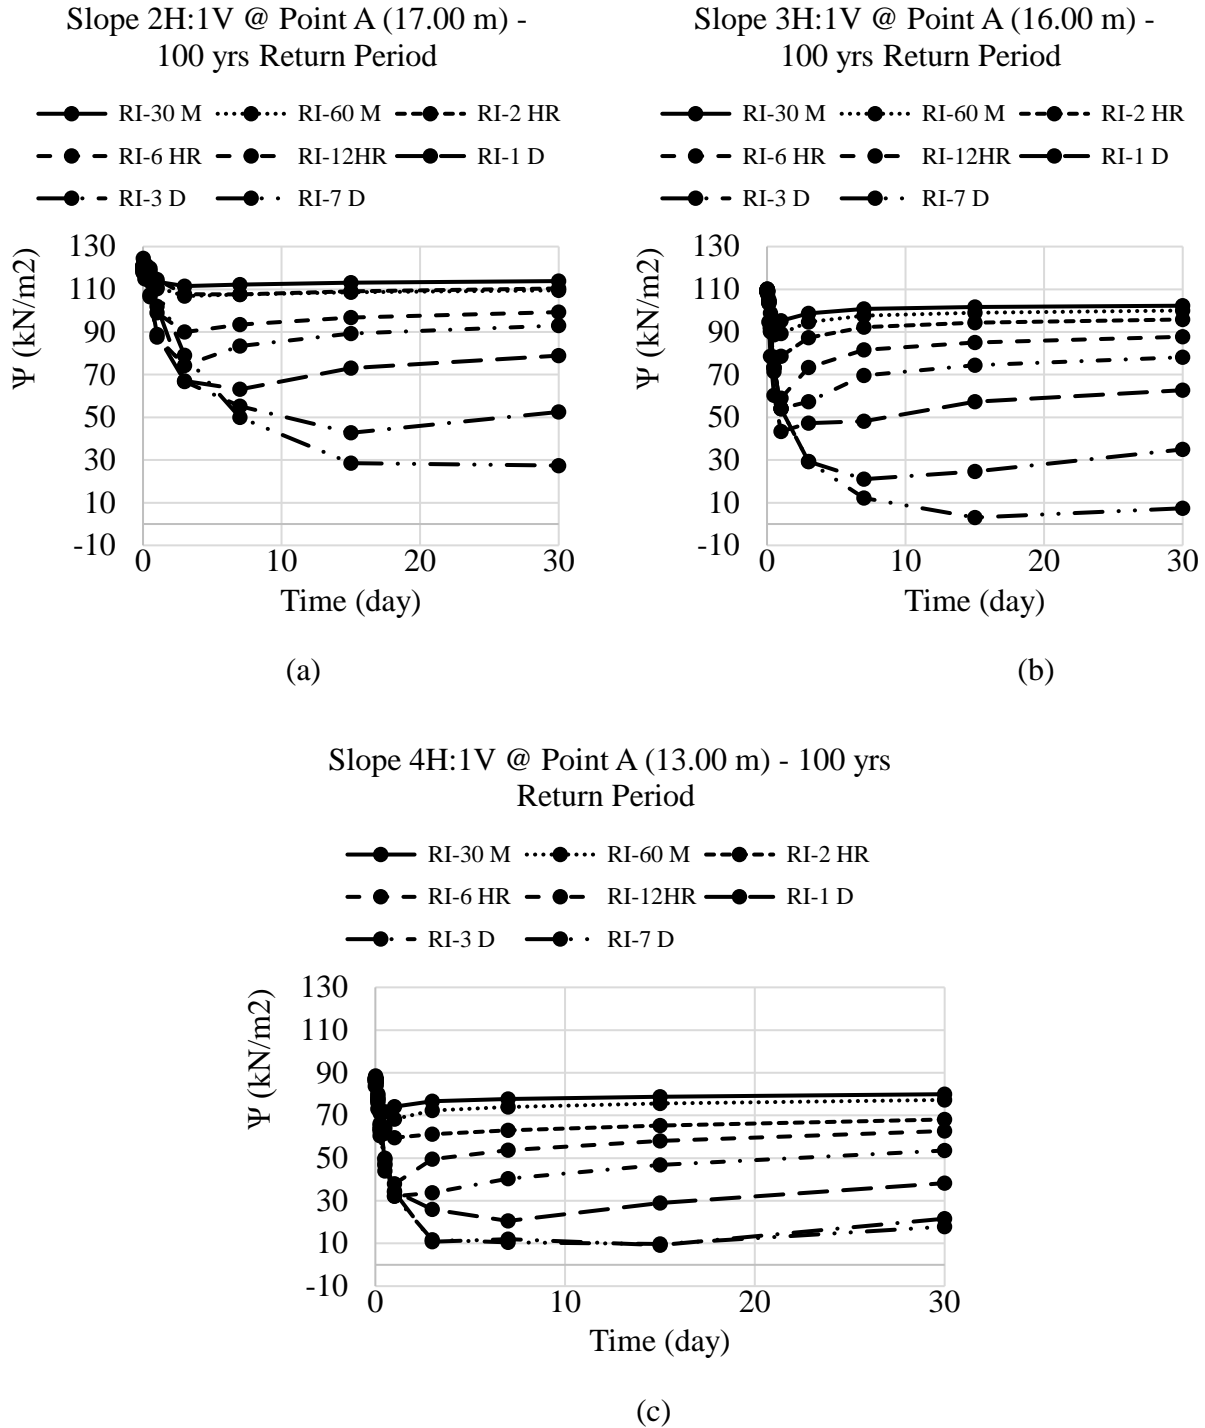 Slope 2H:1V @ Point A (17.00 m) -
100 yrs Return Period
RI-30 M RI-60 M RI-2 HR
RI-6 HR RI-12HR RI-1 D
RI-3 D RI-7 D
Ψ (kN/m2)
130
110
90
70
50
30
10
-10
0 10 20 30
Time (day)
(a)
Slope 3H:1V @ Point A (16.00 m) -
100 yrs Return Period
RI-30 M RI-60 M RI-2 HR
RI-6 HR RI-12HR RI-1 D
RI-3 D RI-7 D
Ψ (kN/m2)
130
110
90
70
50
30
10
-10
0 10 20 30
Time (day)
(b)
Slope 4H:1V @ Point A (13.00 m) - 100 yrs
Return Period
RI-30 M RI-60 M RI-2 HR
RI-6 HR RI-12HR RI-1 D
RI-3 D RI-7 D
Ψ (kN/m2)
130
110
90
70
50
30
10
-10
0 10 20 30
Time (day)
(c)